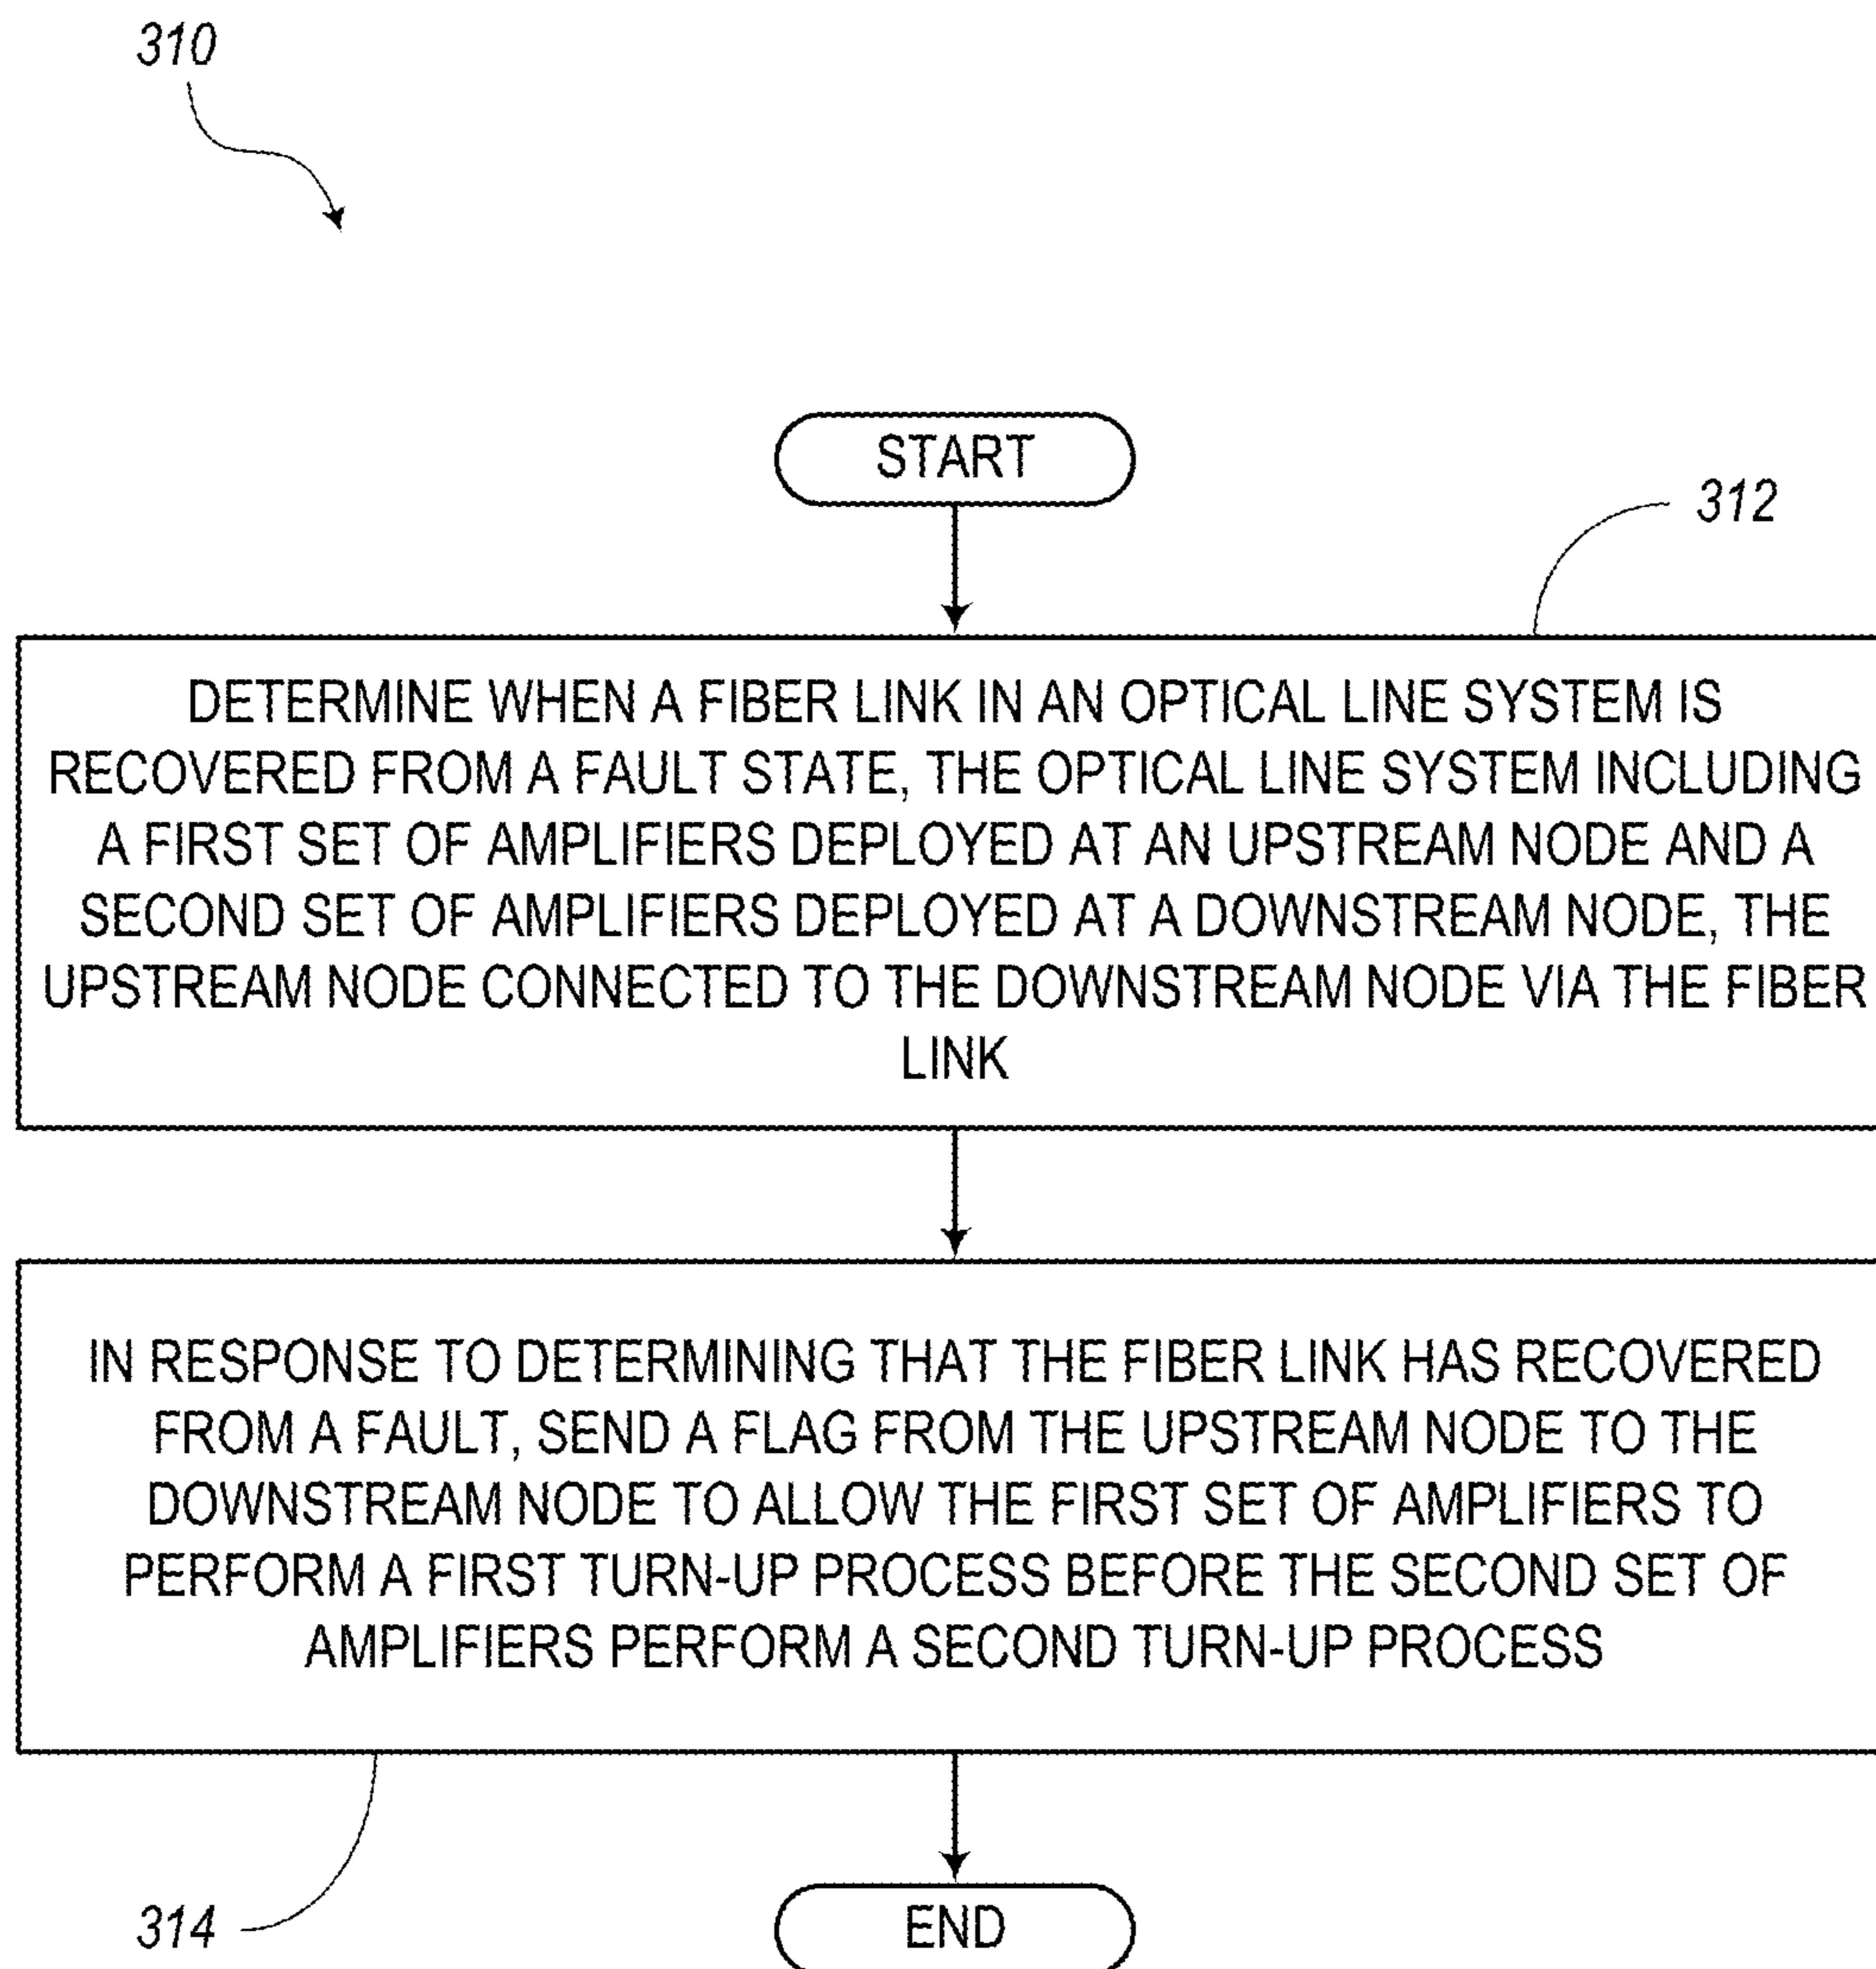 310
START
312
DETERMINE WHEN A FIBER LINK IN AN OPTICAL LINE SYSTEM IS
RECOVERED FROM A FAULT STATE, THE OPTICAL LINE SYSTEM INCLUDING
A FIRST SET OF AMPLIFIERS DEPLOYED AT AN UPSTREAM NODE AND A
SECOND SET OF AMPLIFIERS DEPLOYED AT A DOWNSTREAM NODE, THE
UPSTREAM NODE CONNECTED TO THE DOWNSTREAM NODE VIA THE FIBER
LINK
IN RESPONSE TO DETERMINING THAT THE FIBER LINK HAS RECOVERED
FROM A FAULT, SEND A FLAG FROM THE UPSTREAM NODE TO THE
DOWNSTREAM NODE TO ALLOW THE FIRST SET OF AMPLIFIERS TO
PERFORM A FIRST TURN-UP PROCESS BEFORE THE SECOND SET OF
AMPLIFIERS PERFORM A SECOND TURN-UP PROCESS
314
END